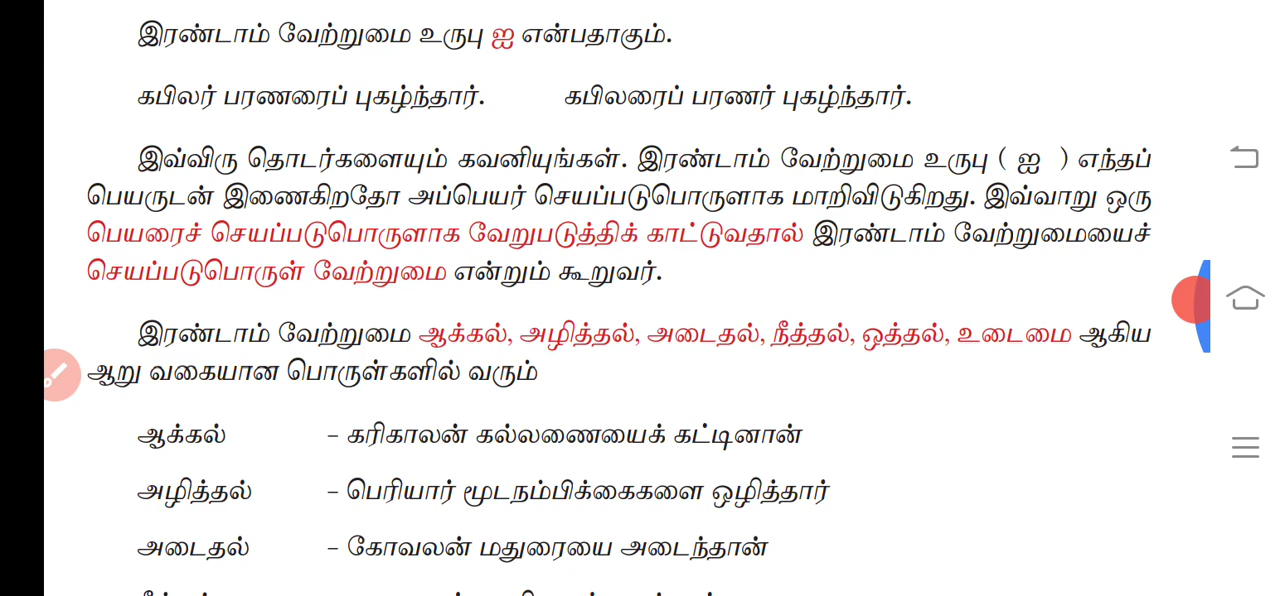 இரண்டாம் வேற்றுமை உருபு ஐ என்பதாகும்.
கபிலர் பரணரைப் புகழ்ந்தார். கபிலரைப் பரணர் புகழ்ந்தார்.
இவ்விரு தொடர்களையும் கவனியுங்கள். இரண்டாம் வேற்றுமை உருபு ( ஐ ) எந்தப்
பெயருடன் இணைகிறதோ அப்பெயர் செயப்படுபொருளாக மாறிவிடுகிறது. இவ்வாறு ஒரு
பெயரைச் செயப்படுபொருளாக வேறுபடுத்திக் காட்டுவதால் இரண்டாம் வேற்றுமையைச்
செயப்படுபொருள் வேற்றுமை என்றும் கூறுவர்.
இரண்டாம் வேற்றுமை ஆக்கல், அழித்தல், அடைதல், நீத்தல், ஒத்தல், உடைமை ஆகிய
ஆறு வகையான பொருள்களில் வரும்
ஆக்கல் – கரிகாலன் கல்லணையைக் கட்டினான்
அழித்தல் – பெரியார் மூடநம்பிக்கைகளை ஒழித்தார்
அடைதல் – கோவலன் மதுரையை அடைந்தான்